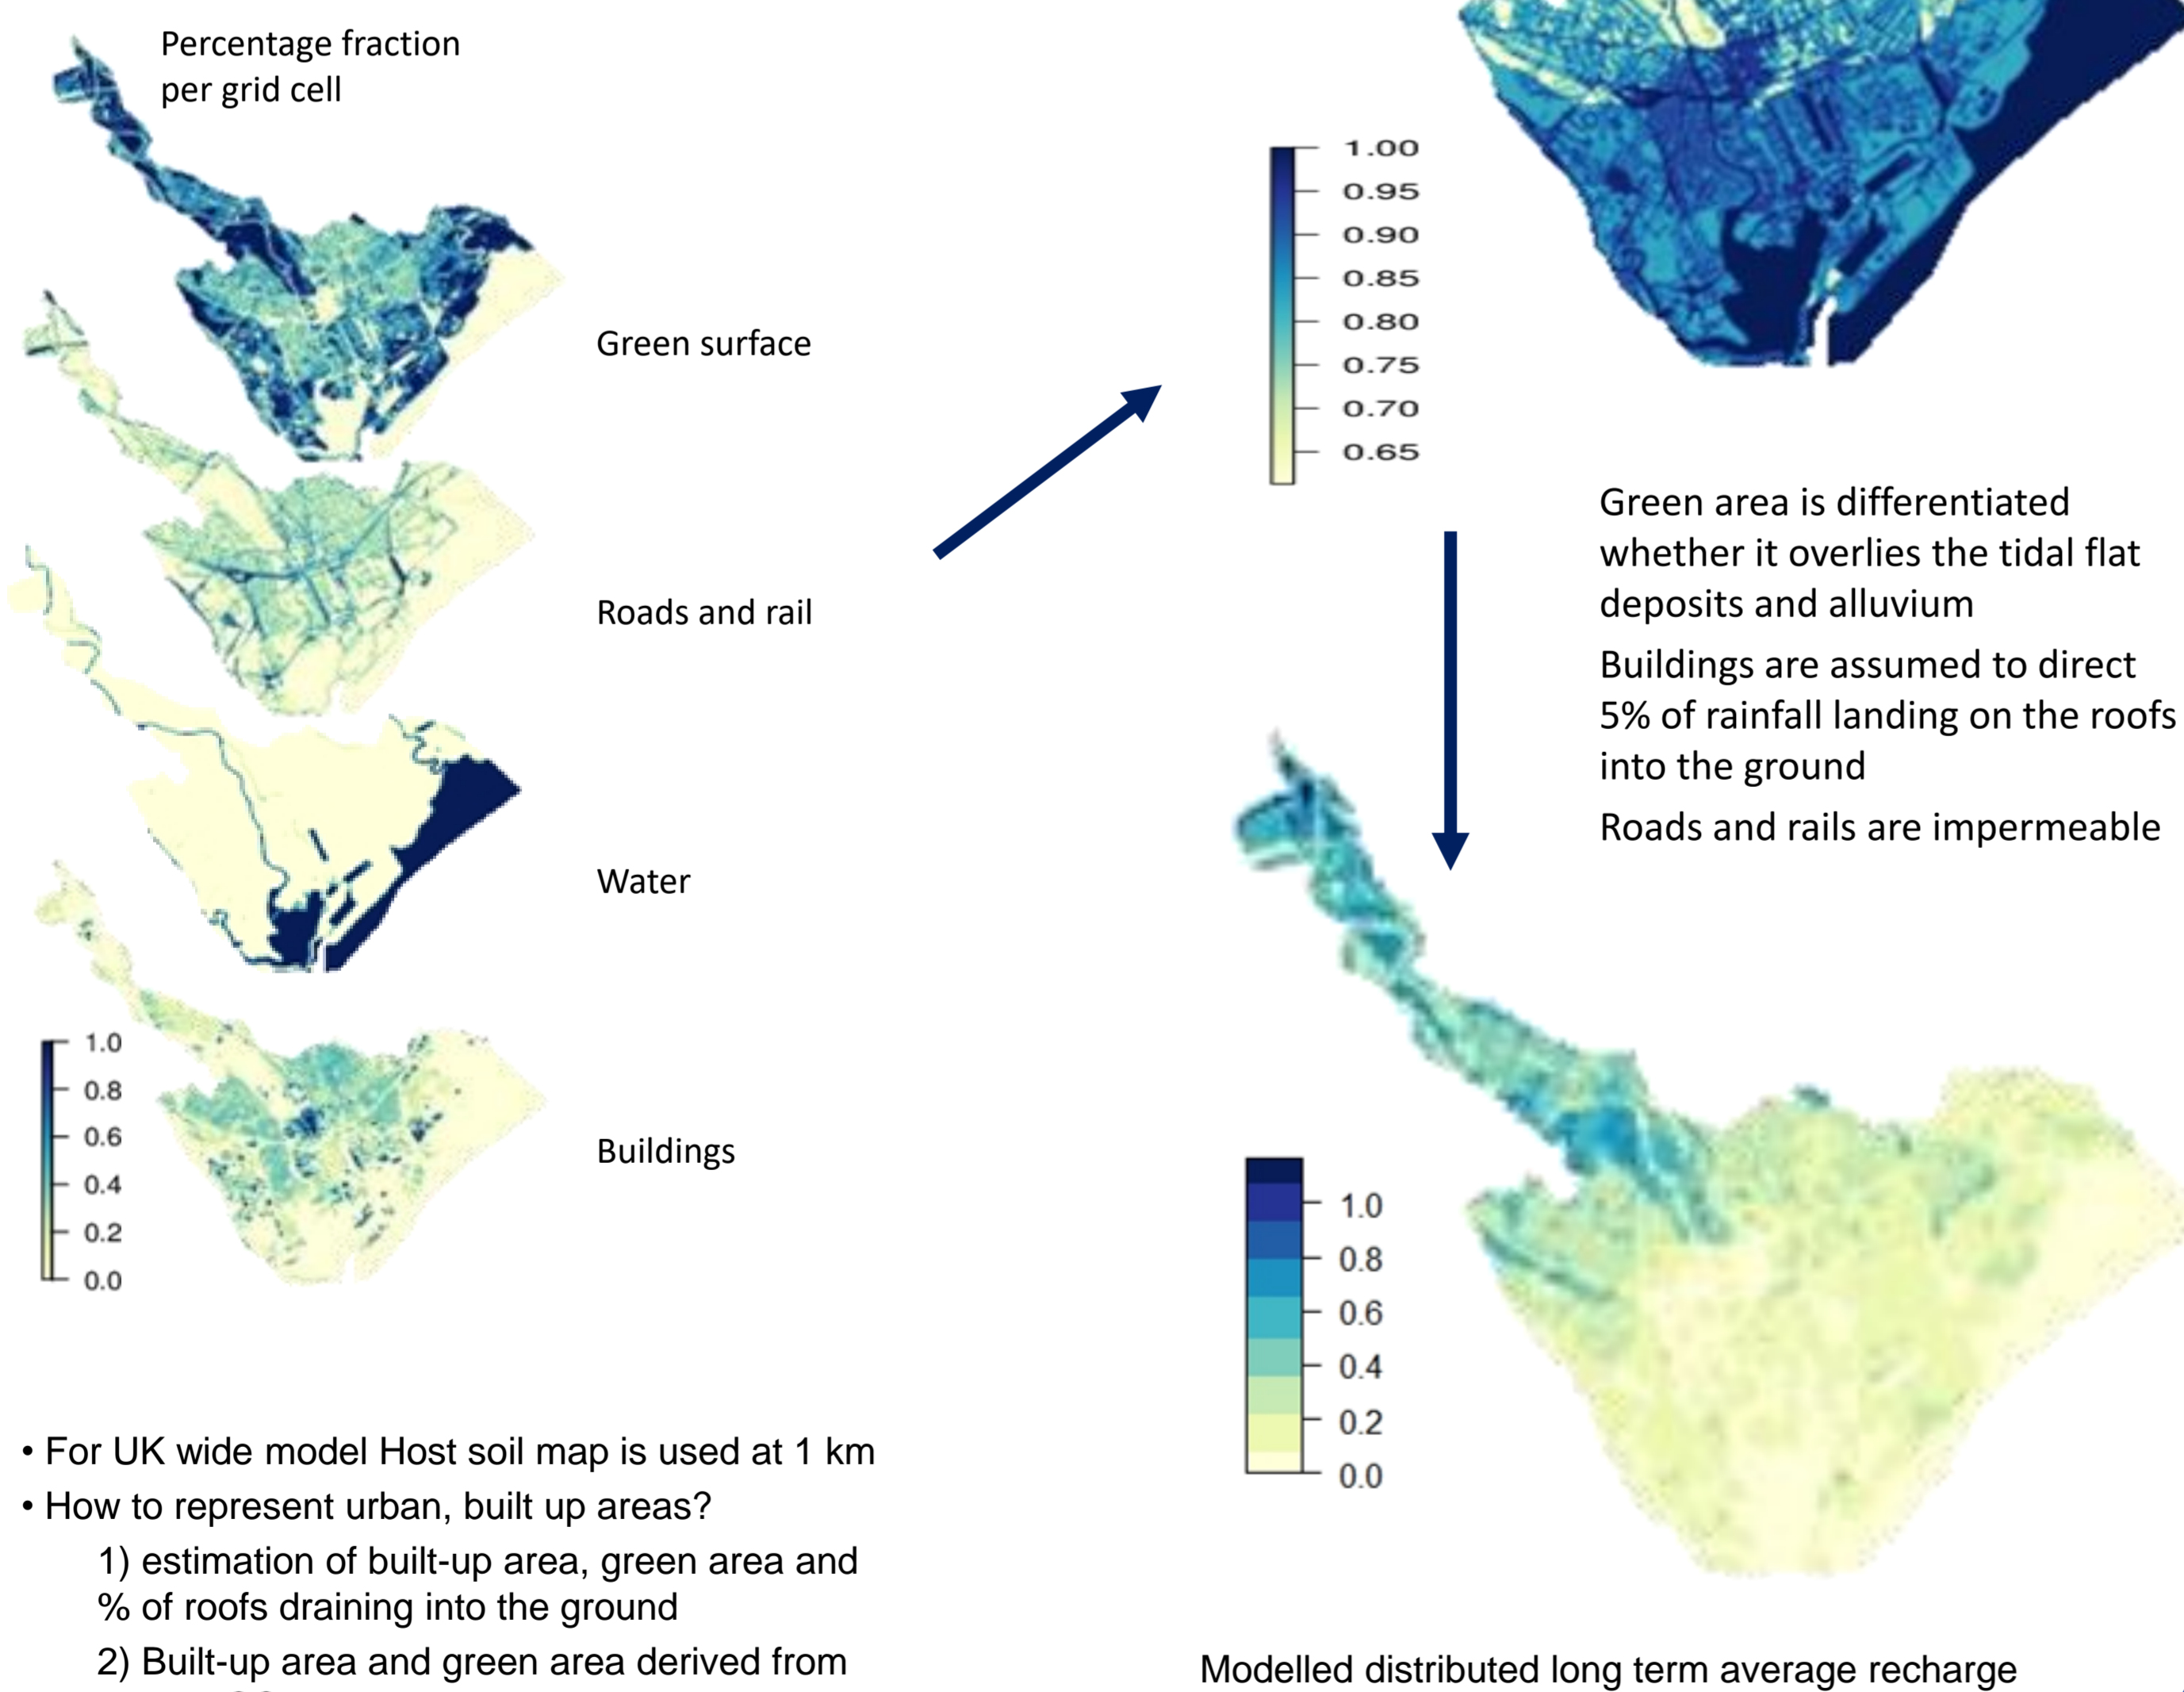 Percentage fraction
per grid cell
Green surface
Roads and rail
Water
Buildings
1.0
0.8
0.6
0.4
0.2
0.0
• For UK wide model Host soil map is used at 1 km
• How to represent urban, built up areas?
1) estimation of built-up area, green area and
% of roofs draining into the ground
2) Built-up area and green area derived from
1.00
0.95
0.90
0.85
0.80
0.75
0.70
0.65
Green area is differentiated
whether it overlies the tidal flat
deposits and alluvium
Buildings are assumed to direct
5% of rainfall landing on the roofs
into the ground
Roads and rails are impermeable
1.0
0.8
0.6
0.4
0.2
0.0
Modelled distributed long term average recharge